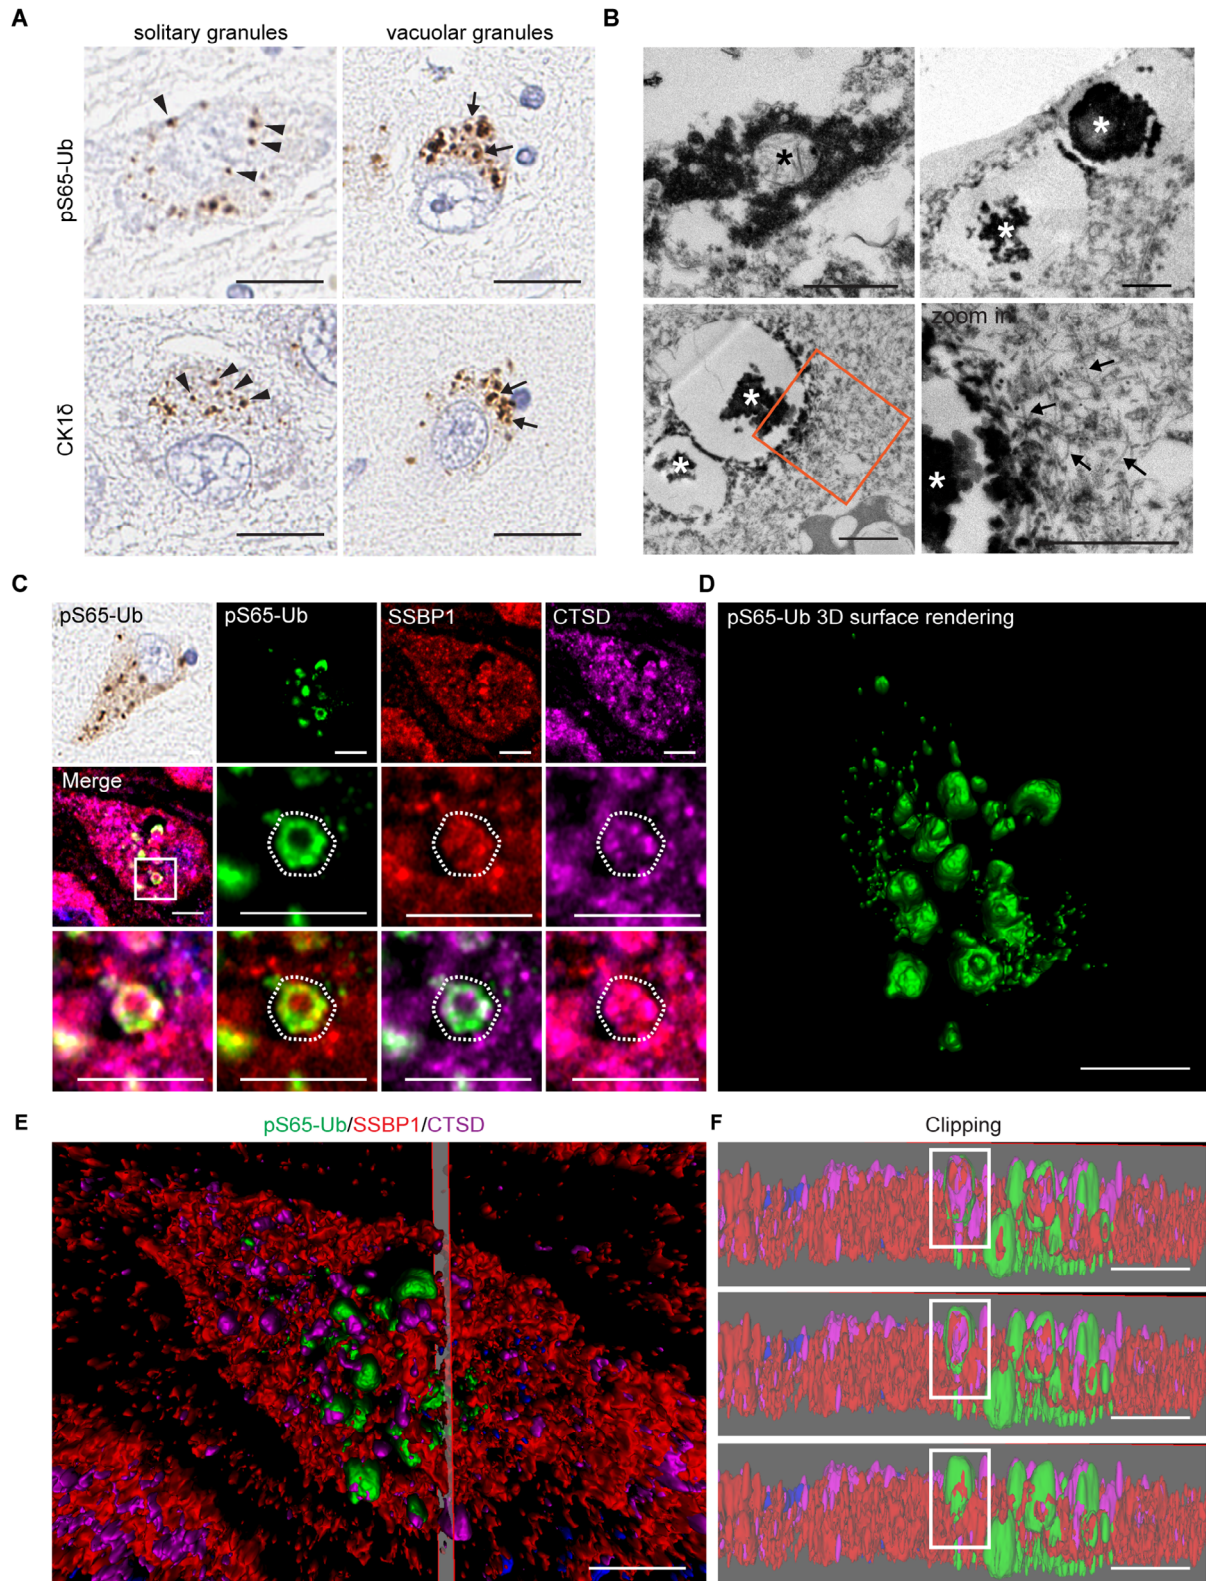 A
B
solitary granules
vacuolar granules
pS65-Ub
CK1δ
zoom in
C
D
pS65-Ub
pS65-Ub
SSBP1
CTSD
pS65-Ub 3D surface rendering
Merge
E
pS65-Ub/SSBP1/CTSD
F
Clipping